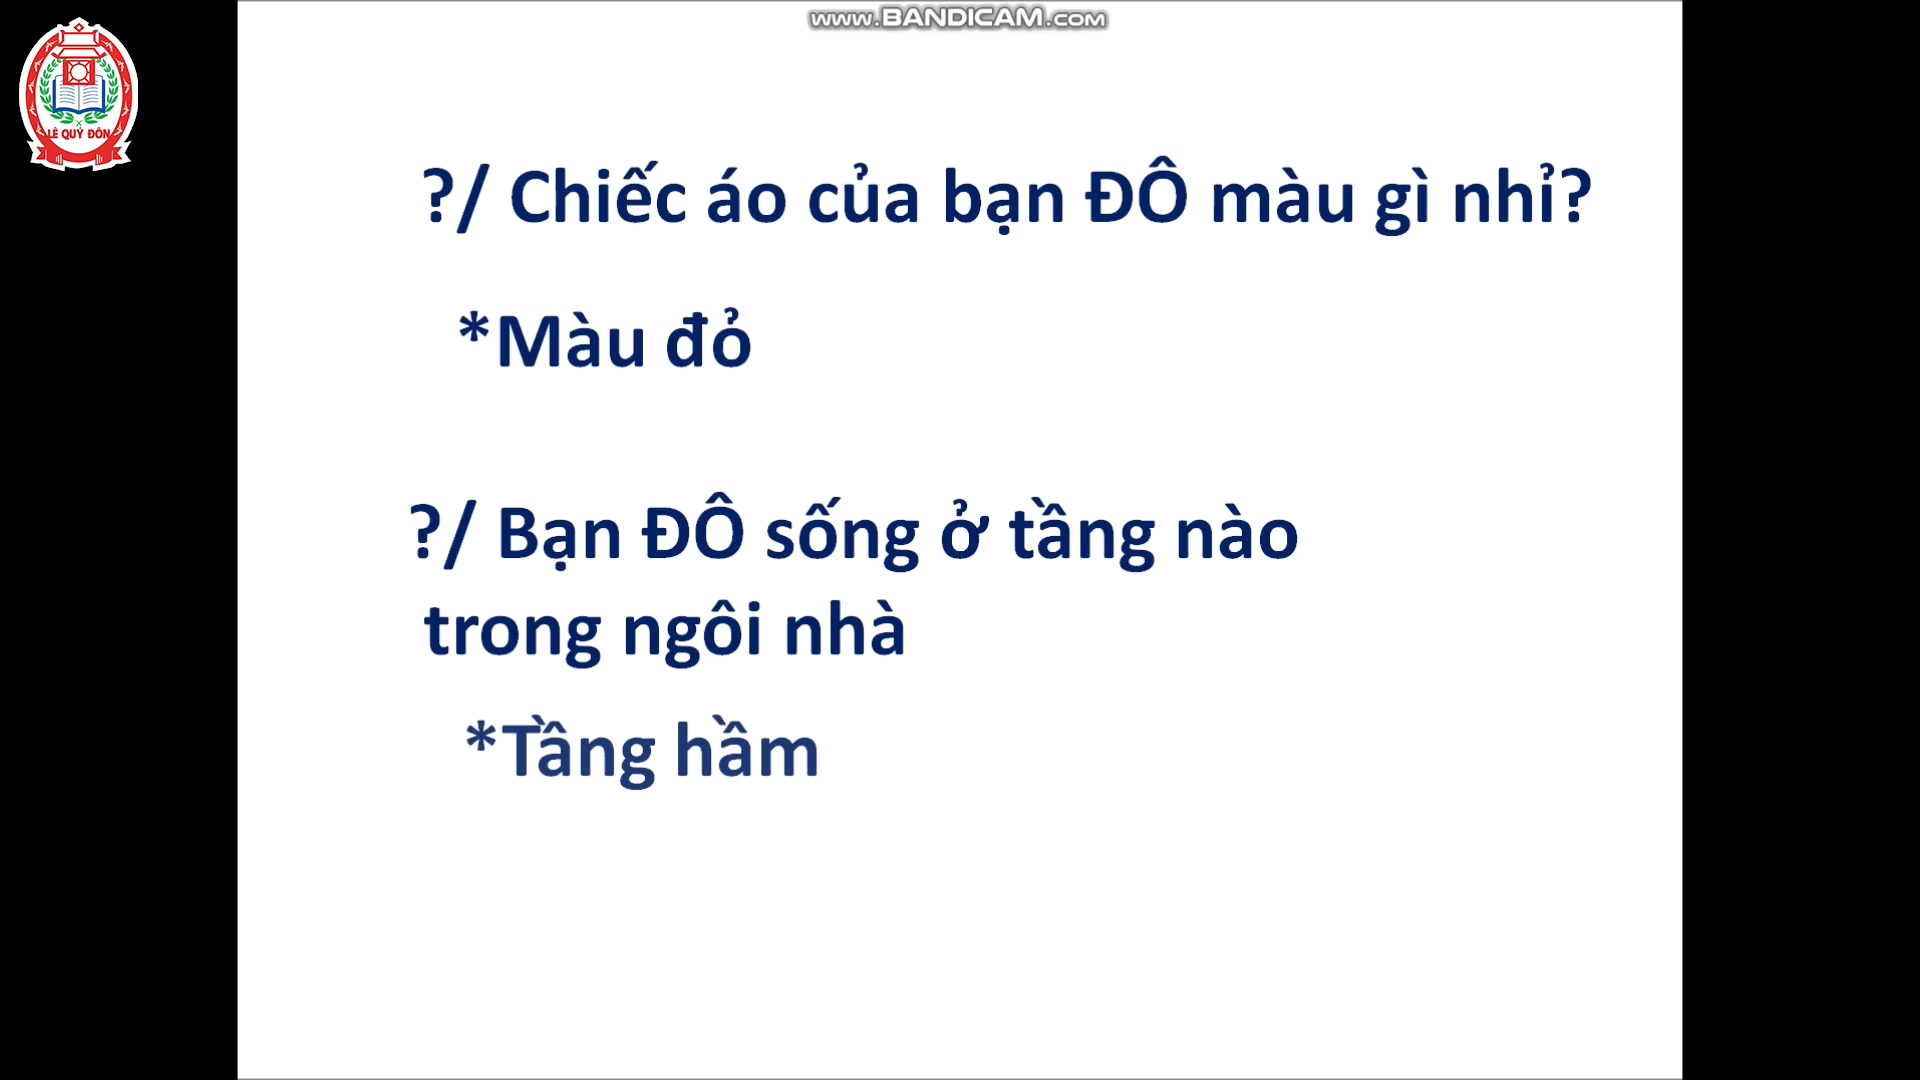 www.BANDICAM.com
LÊ QUÝ ĐÔN
?/ Chiếc áo của bạn ĐÔ màu gì nhỉ?
*Màu đỏ
?/ Bạn ĐÔ sống ở tầng nào
trong ngôi nhà
*Tầng hầm